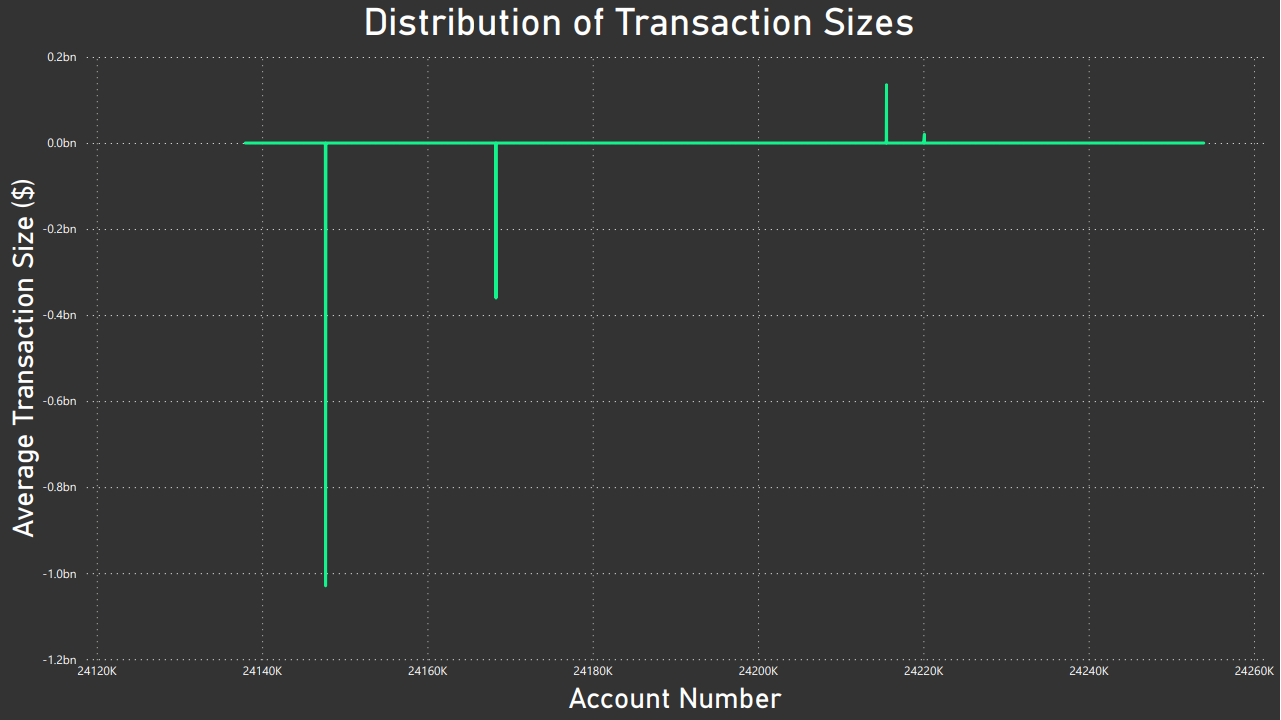 Distribution of Transaction Sizes
Average Transaction Size ($)
0.2bn
0.0bn
-0.2bn
-0.4bn
-0.6bn
-0.8bn
-1.0bn
-1.2bn
24120K 24140K 24160K 24180K 24200K 24220K 24240K 24260K
Account Number